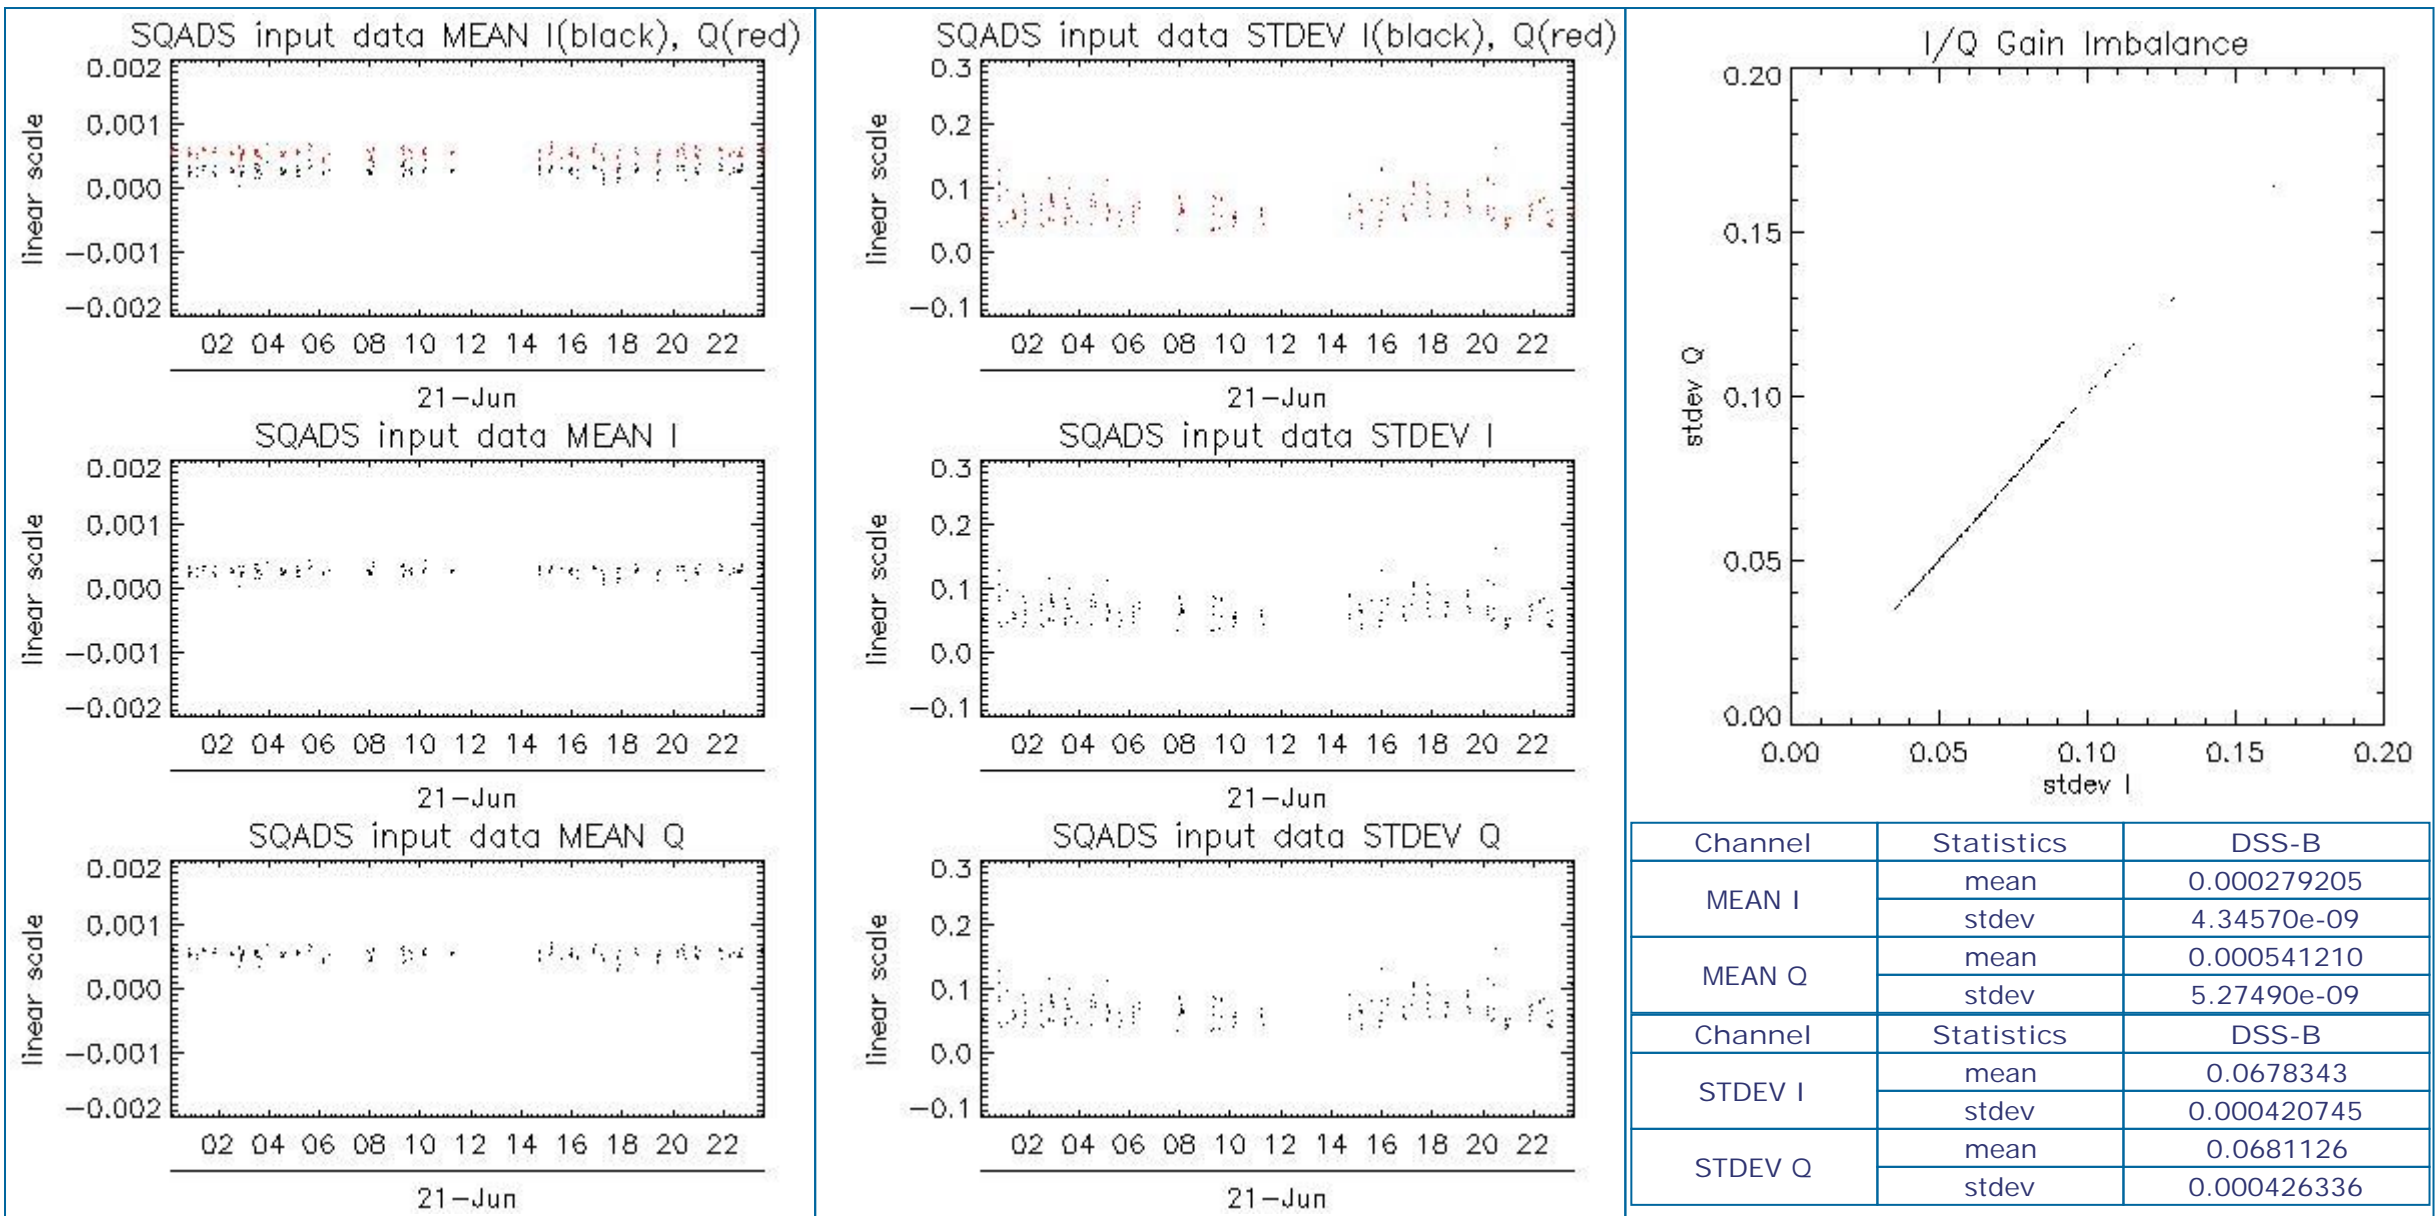 SQADS input data MEAN I(black), Q(red)
linear scale
0.002
0.001
0.000
−0.001
−0.002
02 04 06 08 10 12 14 16 18 20 22
21−Jun
SQADS input data MEAN I
linear scale
0.002
0.001
0.000
−0.001
−0.002
02 04 06 08 10 12 14 16 18 20 22
21−Jun
SQADS input data MEAN Q
linear scale
0.002
0.001
0.000
−0.001
−0.002
02 04 06 08 10 12 14 16 18 20 22
21−Jun
SQADS input data STDEV I(black), Q(red)
linear scale
0.3
0.2
0.1
0.0
−0.1
02 04 06 08 10 12 14 16 18 20 22
21−Jun
SQADS input data STDEV I
linear scale
0.3
0.2
0.1
0.0
−0.1
02 04 06 08 10 12 14 16 18 20 22
21−Jun
SQADS input data STDEV Q
linear scale
0.3
0.2
0.1
0.0
−0.1
02 04 06 08 10 12 14 16 18 20 22
21−Jun
I/Q Gain Imbalance
stdev Q
0.20
0.15
0.10
0.05
0.00
0.00 0.05 0.10 0.15 0.20
stdev I
Channel Statistics DSS-B
MEAN I mean 0.000279205
stdev 4.34570e-09
MEAN Q mean 0.000541210
stdev 5.27490e-09
Channel Statistics DSS-B
STDEV I mean 0.0678343
stdev 0.000420745
STDEV Q mean 0.0681126
stdev 0.000426336